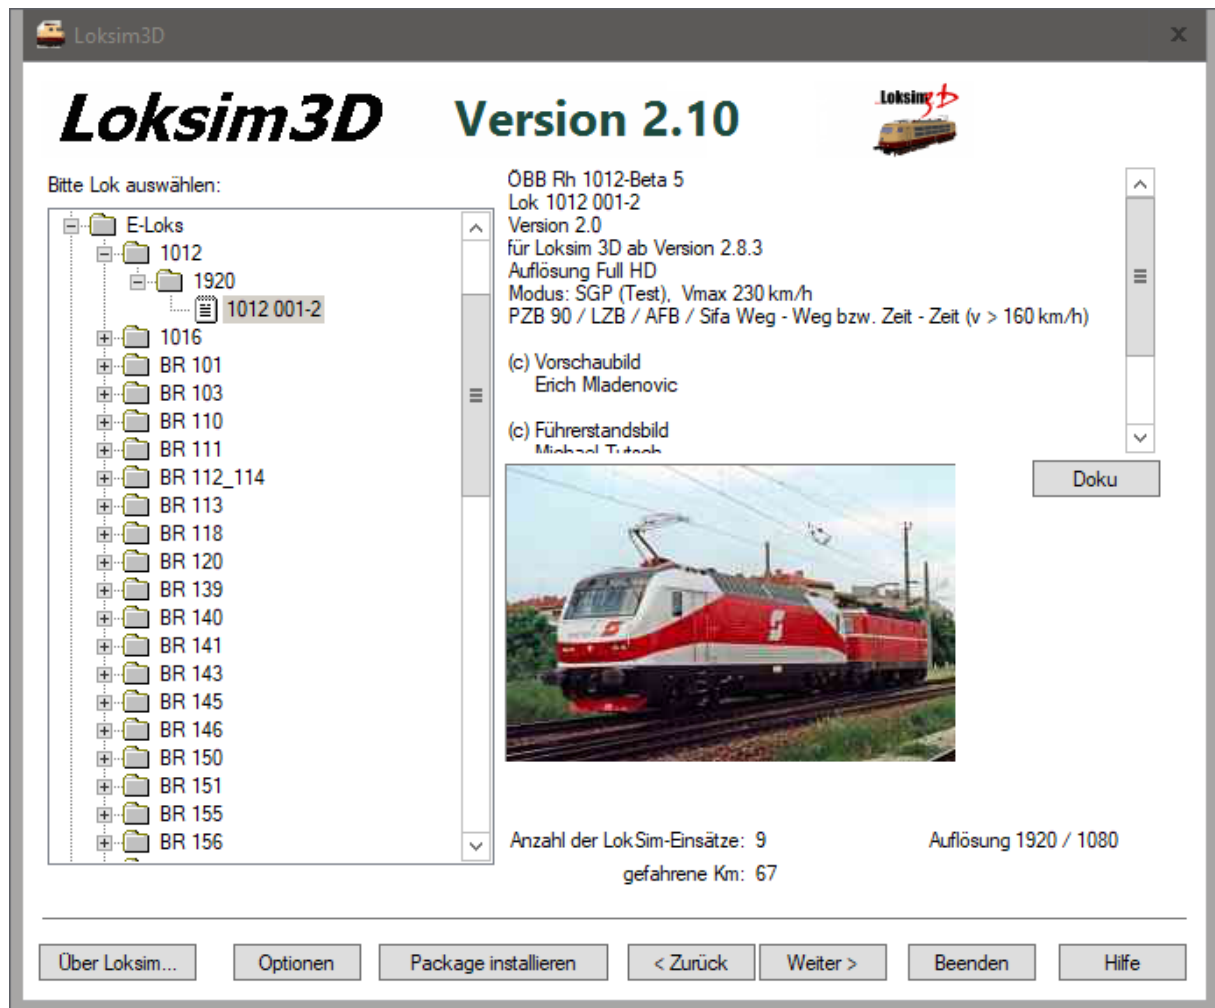 Loksim3D
Loksim3D Version 2.10
Loksim3D
Bitte Lok auswählen:
E-Loks
1012
1920
1012 001-2
1016
BR 101
BR 103
BR 110
BR 111
BR 112_114
BR 113
BR 118
BR 120
BR 139
BR 140
BR 141
BR 143
BR 145
BR 146
BR 150
BR 151
BR 155
BR 156
ÖBB Rh 1012-Beta 5
Lok 1012 001-2
Version 2.0
für Loksim 3D ab Version 2.8.3
Auflösung Full HD
Modus: SGP (Test), Vmax 230 km/h
PZB 90 / LZB / AFB / Sifa Weg - Weg bzw. Zeit - Zeit (v > 160 km/h)
(c) Vorschaubild
Erich Mladenovic
(c) Führerstandsbild
Michael
Doku
Anzahl der LokSim-Einsätze: 9
Auflösung 1920 / 1080
gefahrene Km: 67
Über Loksim...
Optionen
Package installieren
< Zurück
Weiter >
Beenden
Hilfe